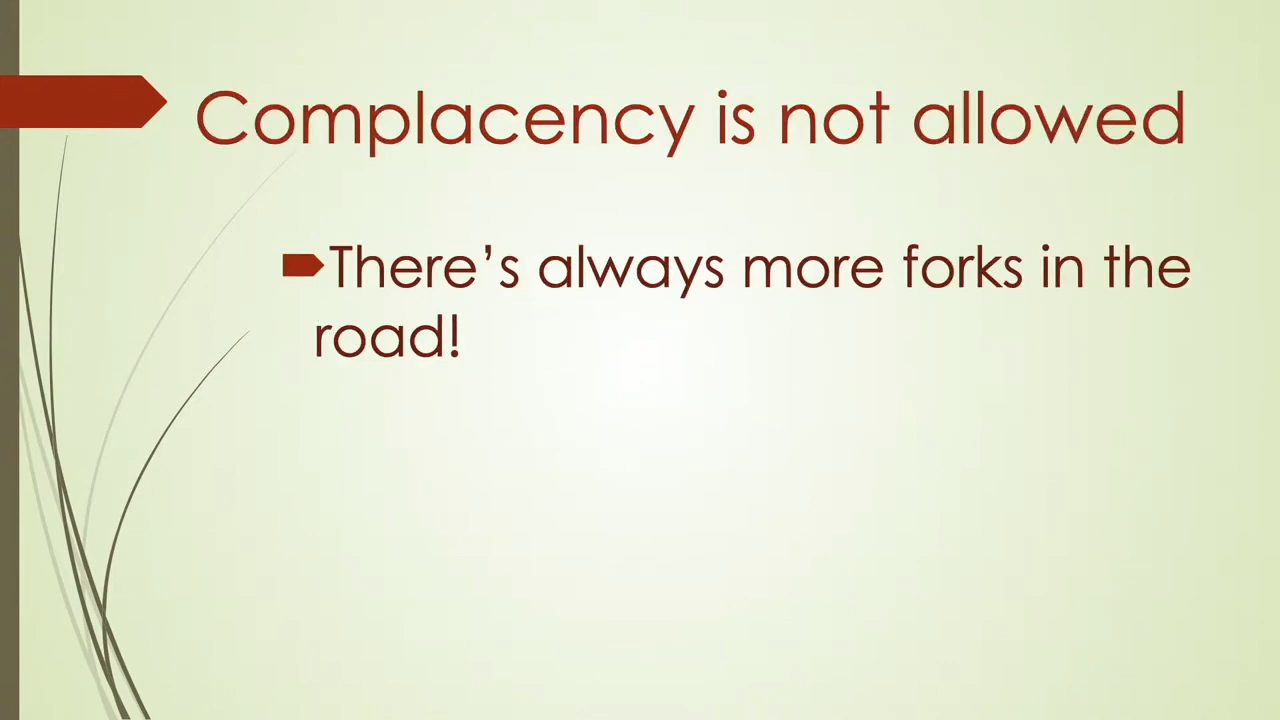 Complacency is not allowed
There’s always more forks in the
road!